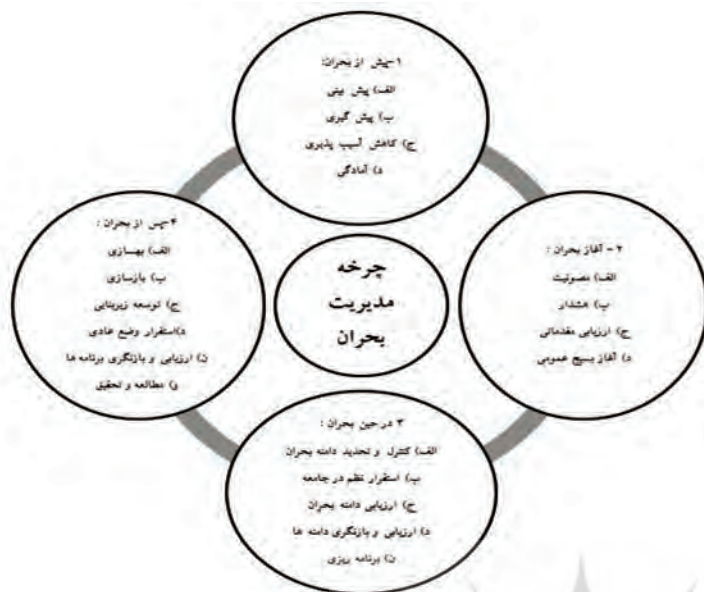 ۱-پیش از بحران:
الف) پیش بینی
ب) پیش گیری
ج) کاهش آسیب پذیری
د) آمادگی
۲- آغاز بحران :
الف) مصونیت
ب) هشدار
ج) ارزیابی مقدماتی
د) آغاز بسیج عمومی
۳ در حین بحران :
الف) کنترل و تحدید دامنه بحران
ب) استقرار نظم در جامعه
ج) ارزیابی دامنه بحران
د) ارزیابی و بازنگری دامنه ها
ن) برنامه ریزی
۴-پس از بحران :
الف) بهسازی
ب) بازسازی
ج) توسعه زیربنایی
د)استقرار وضع عادی
ن) ارزیابی و بازنگری برنامه ها
و) مطالعه و تحقیق
چرخه
مدیریت
بحران